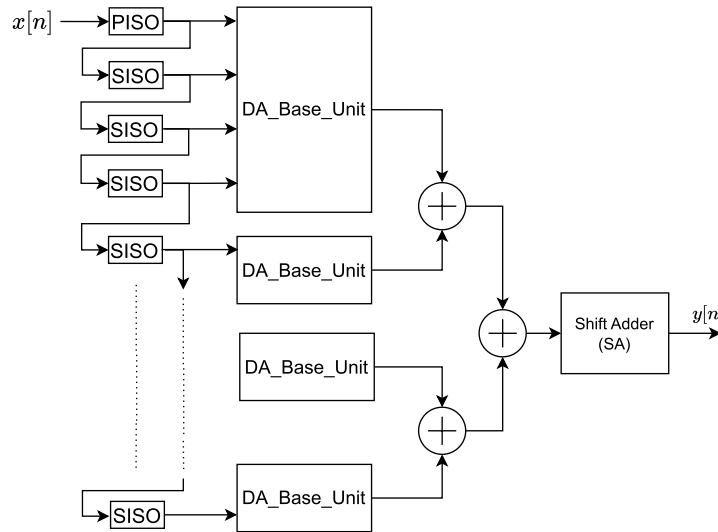 x[n]
PISO
SISO
SISO
SISO
SISO
SISO
DA_Base_Unit
DA_Base_Unit
DA_Base_Unit
DA_Base_Unit
Shift Adder
(SA)
y[n